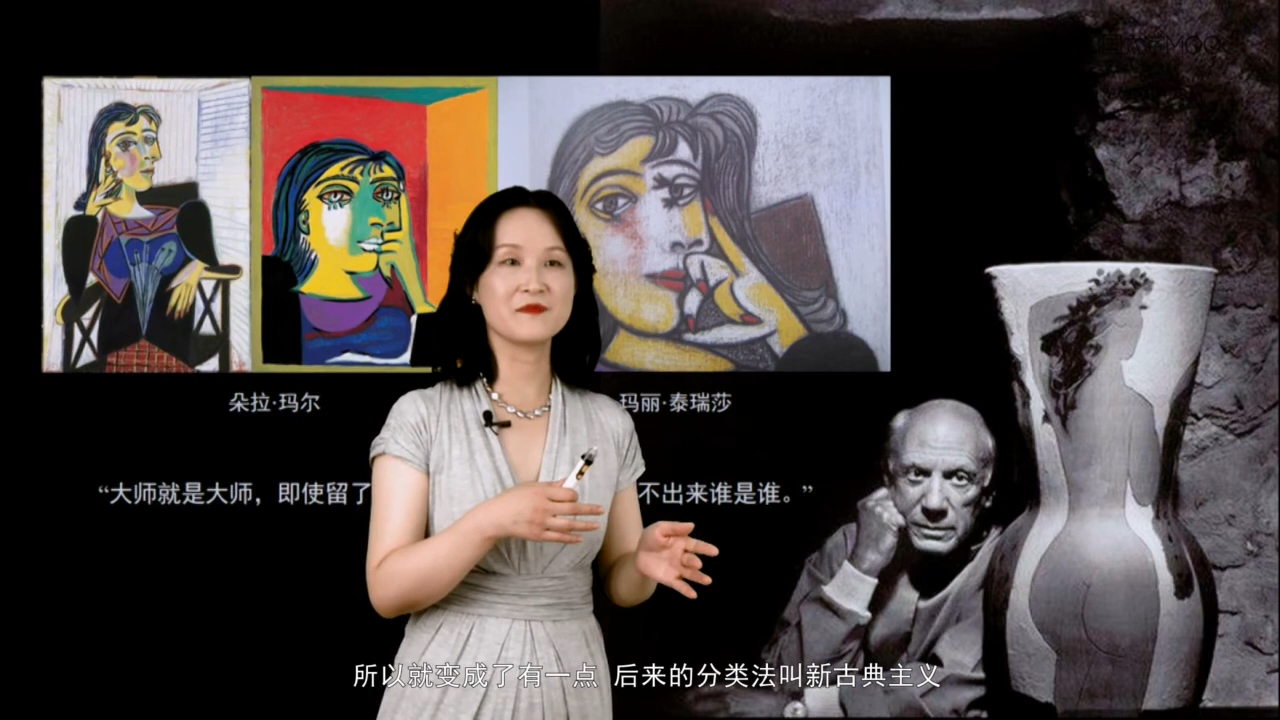 朵拉·玛尔
玛丽·泰瑞莎
“大师就是大师，即使留了
不出来谁是谁。”
所以就变成了有一点 后来的分类法叫新古典主义